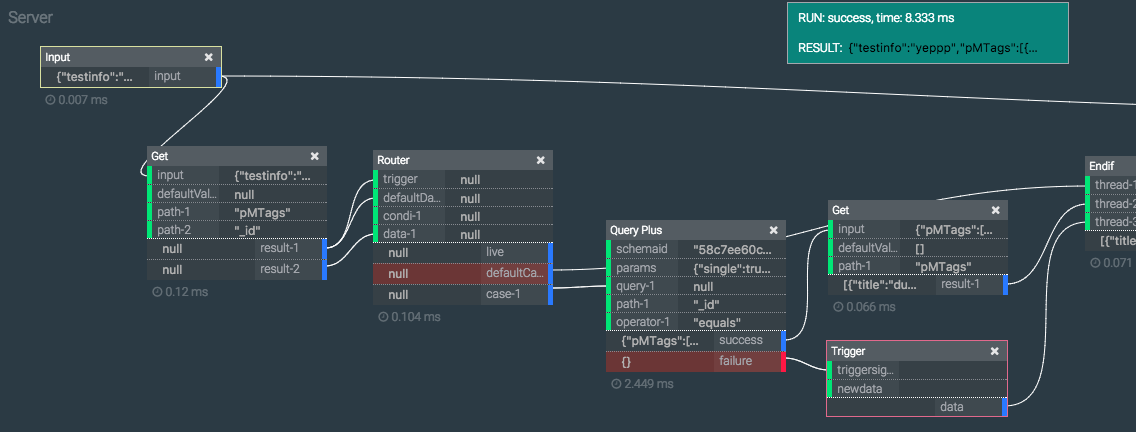 Server
RUN: success, time: 8.333 ms
RESULT: {"testinfo":"yeppp","pMTags":[{...
Input
{"testinfo":"... input
0.007 ms
Get
input {"testinfo":"...
defaultVal... null
path-1 "pMTags"
path-2 "_id"
null result-1
null result-2
0.12 ms
Router
trigger null
defaultDa... null
condi-1 null
data-1 null
null live
null defaultCa...
null case-1
0.104 ms
Query Plus
schemaid "58c7ee60c...
params {"single":tru...
query-1 null
path-1 "_id"
operator-1 "equals"
{"pMTags":[... success
{} failure
2.449 ms
Get
input {"pMTags":[...
defaultVal... []
path-1 "pMTags"
[{"title":"du... result-1
0.066 ms
Trigger
triggersig...
newdata
data
Endif
thread-1
thread-2
thread-3
[{"title
0.071